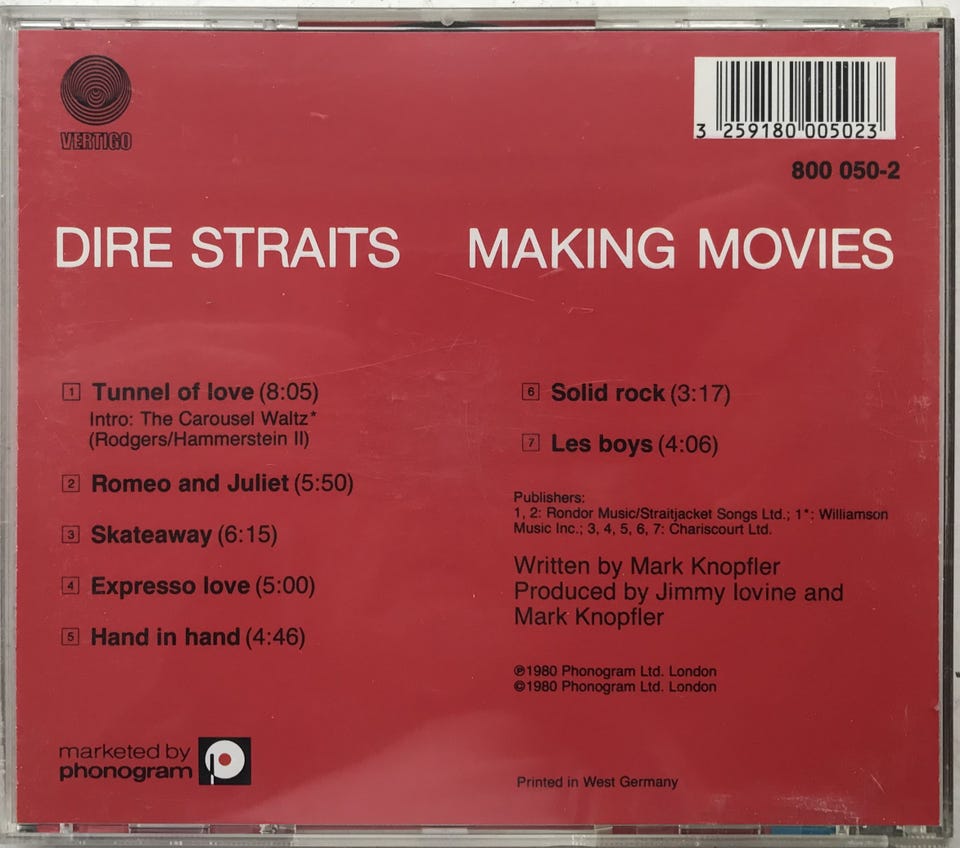 VERTIGO
3 259180 005023
800 050-2
DIRE STRAITS
MAKING MOVIES
1 Tunnel of love (8:05)
Intro: The Carousel Waltz*
(Rodgers/Hammerstein II)
2 Romeo and Juliet (5:50)
3 Skateaway (6:15)
4 Expresso love (5:00)
5 Hand in hand (4:46)
6 Solid rock (3:17)
7 Les boys (4:06)
Publishers:
1, 2: Rondor Music/Straitjacket Songs Ltd.; 1*: Williamson
Music Inc.; 3, 4, 5, 6, 7: Chariscourt Ltd.
Written by Mark Knopfler
Produced by Jimmy Iovine and
Mark Knopfler
℗1980 Phonogram Ltd. London
©1980 Phonogram Ltd. London
marketed by
phonogram
Printed in West Germany